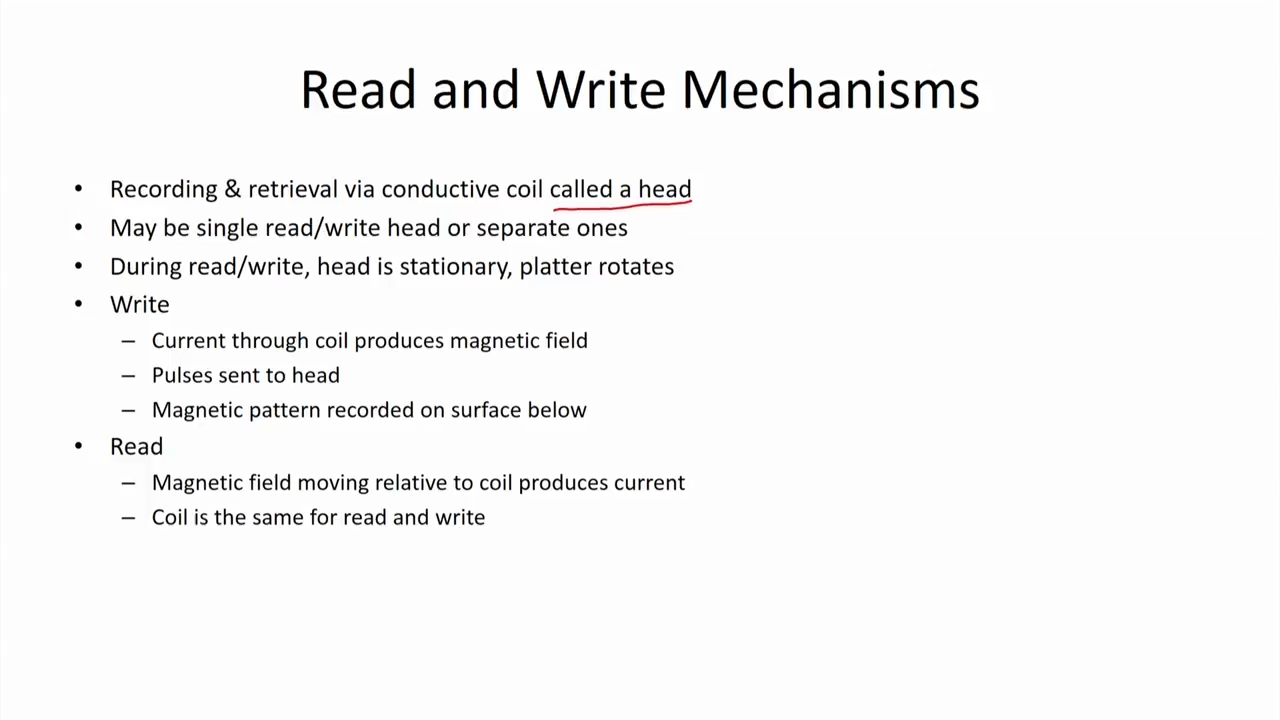 Read and Write Mechanisms
• Recording & retrieval via conductive coil called a head
• May be single read/write head or separate ones
• During read/write, head is stationary, platter rotates
• Write
– Current through coil produces magnetic field
– Pulses sent to head
– Magnetic pattern recorded on surface below
• Read
– Magnetic field moving relative to coil produces current
– Coil is the same for read and write